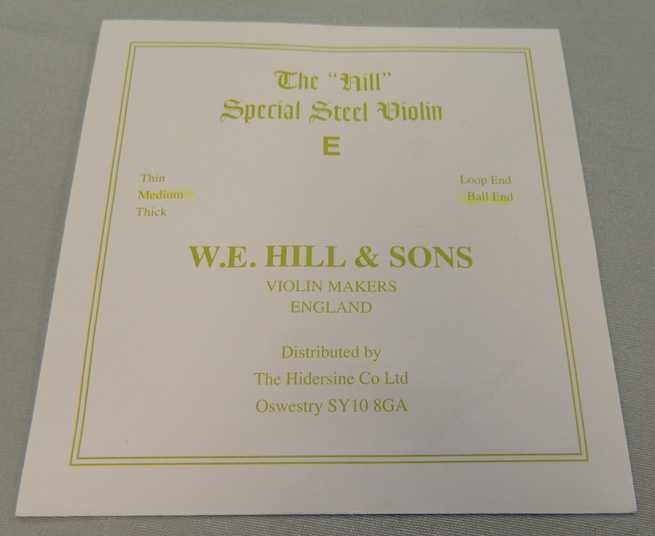 The "Hill"
Special Steel Violin
E
Thin
Medium
Thick
Loop End
Ball End
W.E. HILL & SONS
VIOLIN MAKERS
ENGLAND
Distributed by
The Hidersine Co Ltd
Oswestry SY10 8GA